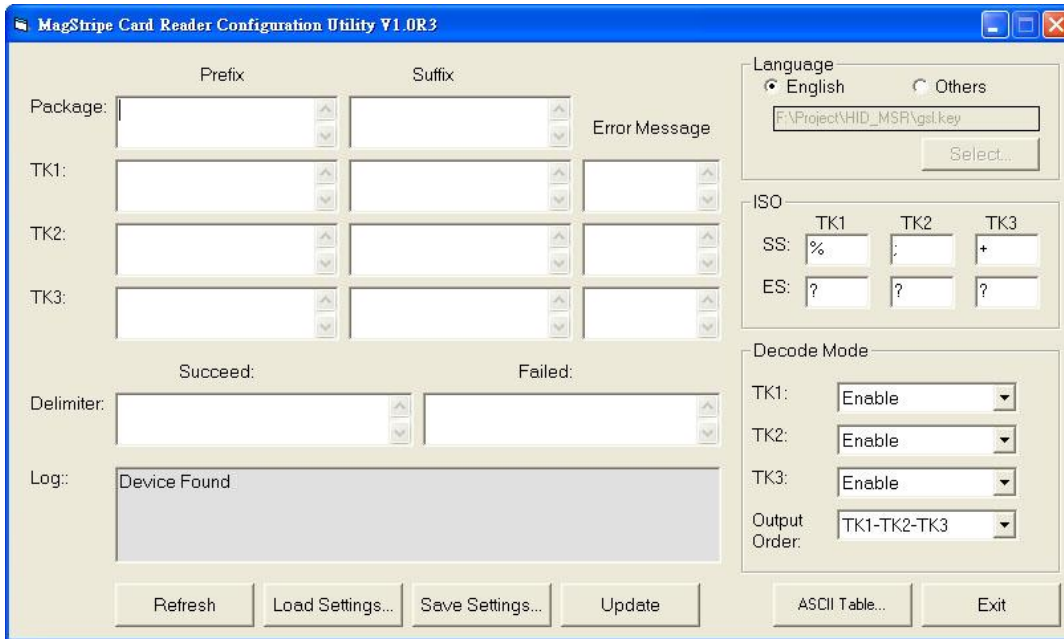 MagStripe Card Reader Configuration Utility V1.0R3
Prefix Suffix
Package:
Error Message
TK1:
TK2:
TK3:
Succeed: Failed:
Delimiter:
Log::
Device Found
Refresh Load Settings... Save Settings... Update
Language
English Others
F:\Project\HID_MSR\gsl.key
Select...
ISO
TK1 TK2 TK3
SS: % ; +
ES: ? ? ?
Decode Mode
TK1: Enable
TK2: Enable
TK3: Enable
Output
Order: TK1-TK2-TK3
ASCII Table... Exit